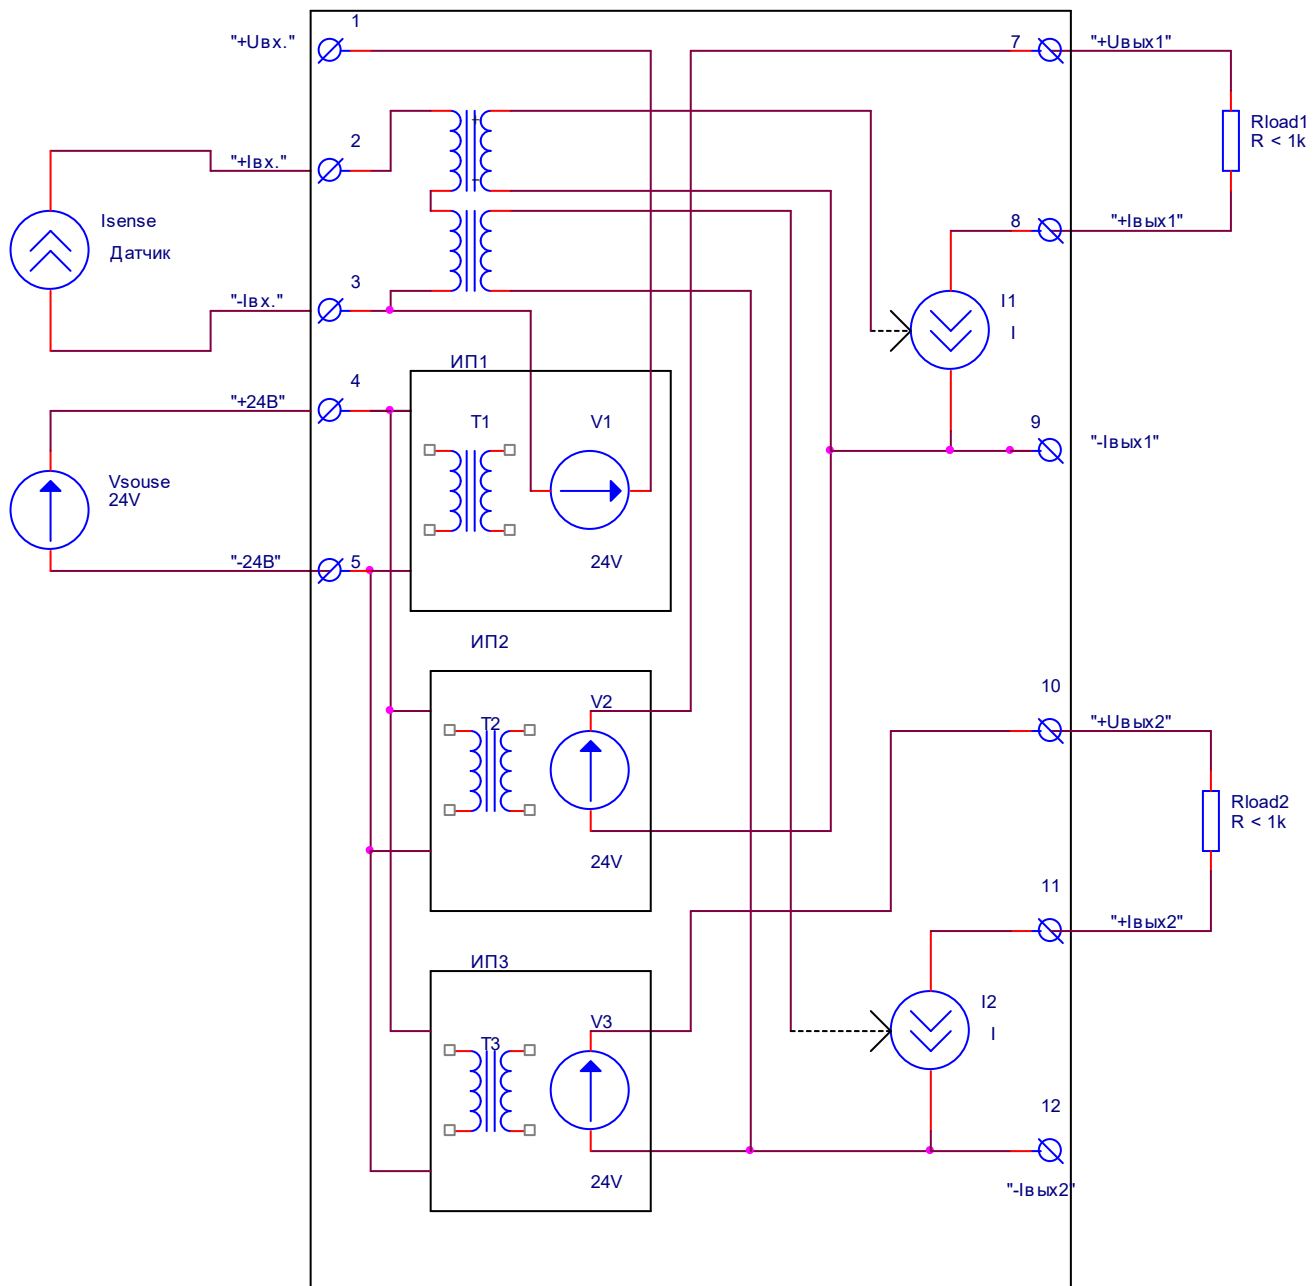 1
"+Uвх."
7
"+Uвых1"
2
"+Iвх."
Rload1
R < 1k
Isense
Датчик
8
"+Iвых1"
3
"-Iвх."
I1
I
ИП1
4
"+24В"
T1
V1
9
"-Iвых1"
Vsouse
24V
"-24В"
5
24V
ИП2
10
V2
T2
"+Uвых2"
Rload2
R < 1k
24V
11
"+Iвых2"
ИП3
I2
I
V3
T3
12
24V
"-Iвых2"